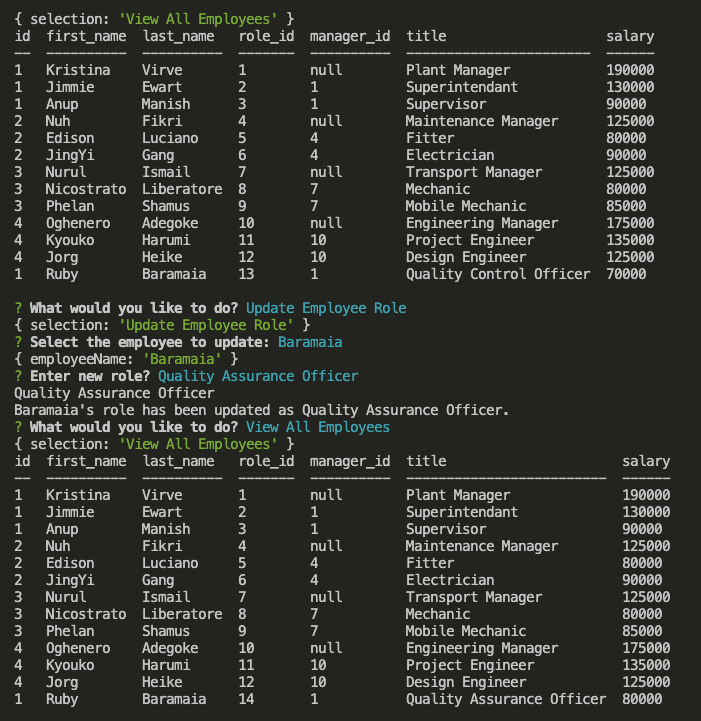 { selection: 'View All Employees' }
id  first_name  last_name   role_id  manager_id  title                    salary
--  ----------  ----------  -------  ----------  -----------------------  ------
1   Kristina    Virve       1        null        Plant Manager            190000
1   Jimmie      Ewart       2        1           Superintendant           130000
1   Anup        Manish      3        1           Supervisor               90000
2   Nuh         Fikri       4        null        Maintenance Manager      125000
2   Edison      Luciano     5        4           Fitter                   80000
2   JingYi      Gang        6        4           Electrician              90000
3   Nurul       Ismail      7        null        Transport Manager        125000
3   Nicostrato  Liberatore  8        7           Mechanic                 80000
3   Phelan      Shamus      9        7           Mobile Mechanic          85000
4   Oghenero    Adegoke     10       null        Engineering Manager      175000
4   Kyouko      Harumi      11       10          Project Engineer         135000
4   Jorg        Heike       12       10          Design Engineer          125000
1   Ruby        Baramaia    13       1           Quality Control Officer  70000
? What would you like to do? Update Employee Role
{ selection: 'Update Employee Role' }
? Select the employee to update: Baramaia
{ employeeName: 'Baramaia' }
? Enter new role? Quality Assurance Officer
Quality Assurance Officer
Baramaia's role has been updated as Quality Assurance Officer.
? What would you like to do? View All Employees
{ selection: 'View All Employees' }
id  first_name  last_name   role_id  manager_id  title                      salary
--  ----------  ----------  -------  ----------  -------------------------  ------
1   Kristina    Virve       1        null        Plant Manager              190000
1   Jimmie      Ewart       2        1           Superintendant             130000
1   Anup        Manish      3        1           Supervisor                 90000
2   Nuh         Fikri       4        null        Maintenance Manager        125000
2   Edison      Luciano     5        4           Fitter                     80000
2   JingYi      Gang        6        4           Electrician                90000
3   Nurul       Ismail      7        null        Transport Manager          125000
3   Nicostrato  Liberatore  8        7           Mechanic                   80000
3   Phelan      Shamus      9        7           Mobile Mechanic            85000
4   Oghenero    Adegoke     10       null        Engineering Manager        175000
4   Kyouko      Harumi      11       10          Project Engineer           135000
4   Jorg        Heike       12       10          Design Engineer            125000
1   Ruby        Baramaia    14       1           Quality Assurance Officer  80000